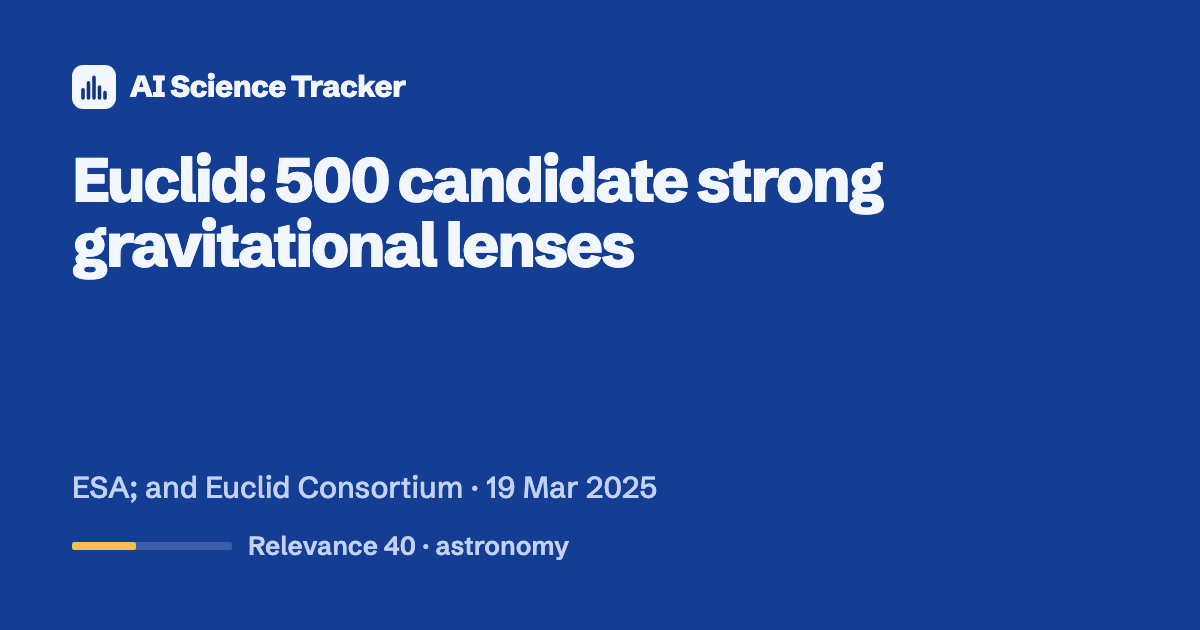 AI Science Tracker
Euclid: 500 candidate strong
gravitational lenses
ESA; and Euclid Consortium · 19 Mar 2025
Relevance 40 · astronomy